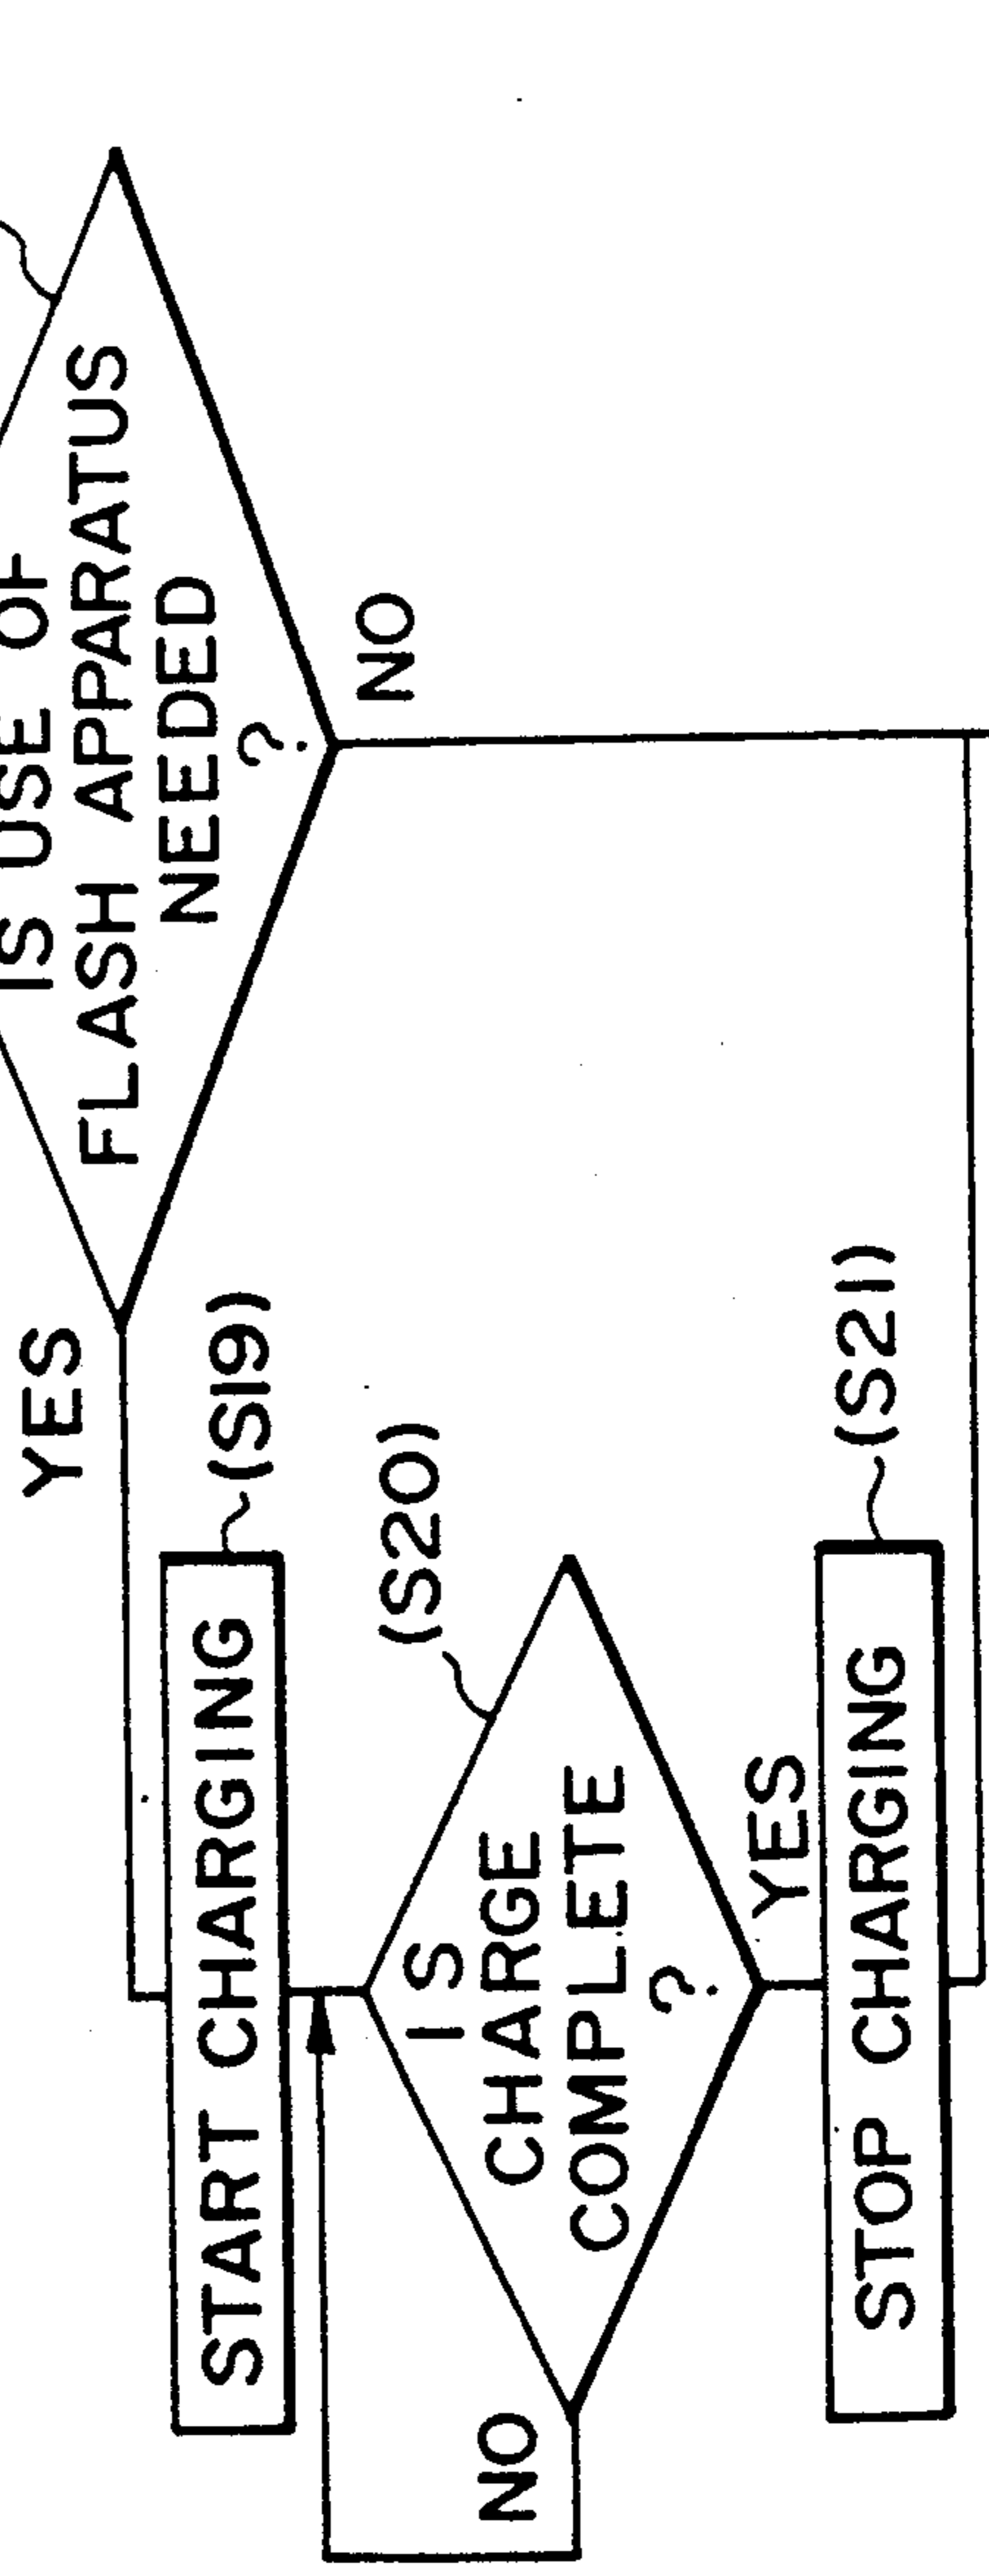 IS USE OF
FLASH APPARATUS
NEEDED
?
YES
NO
(S19)
START CHARGING
(S20)
IS
CHARGE
COMPLETE
?
NO
YES
(S21)
STOP CHARGING